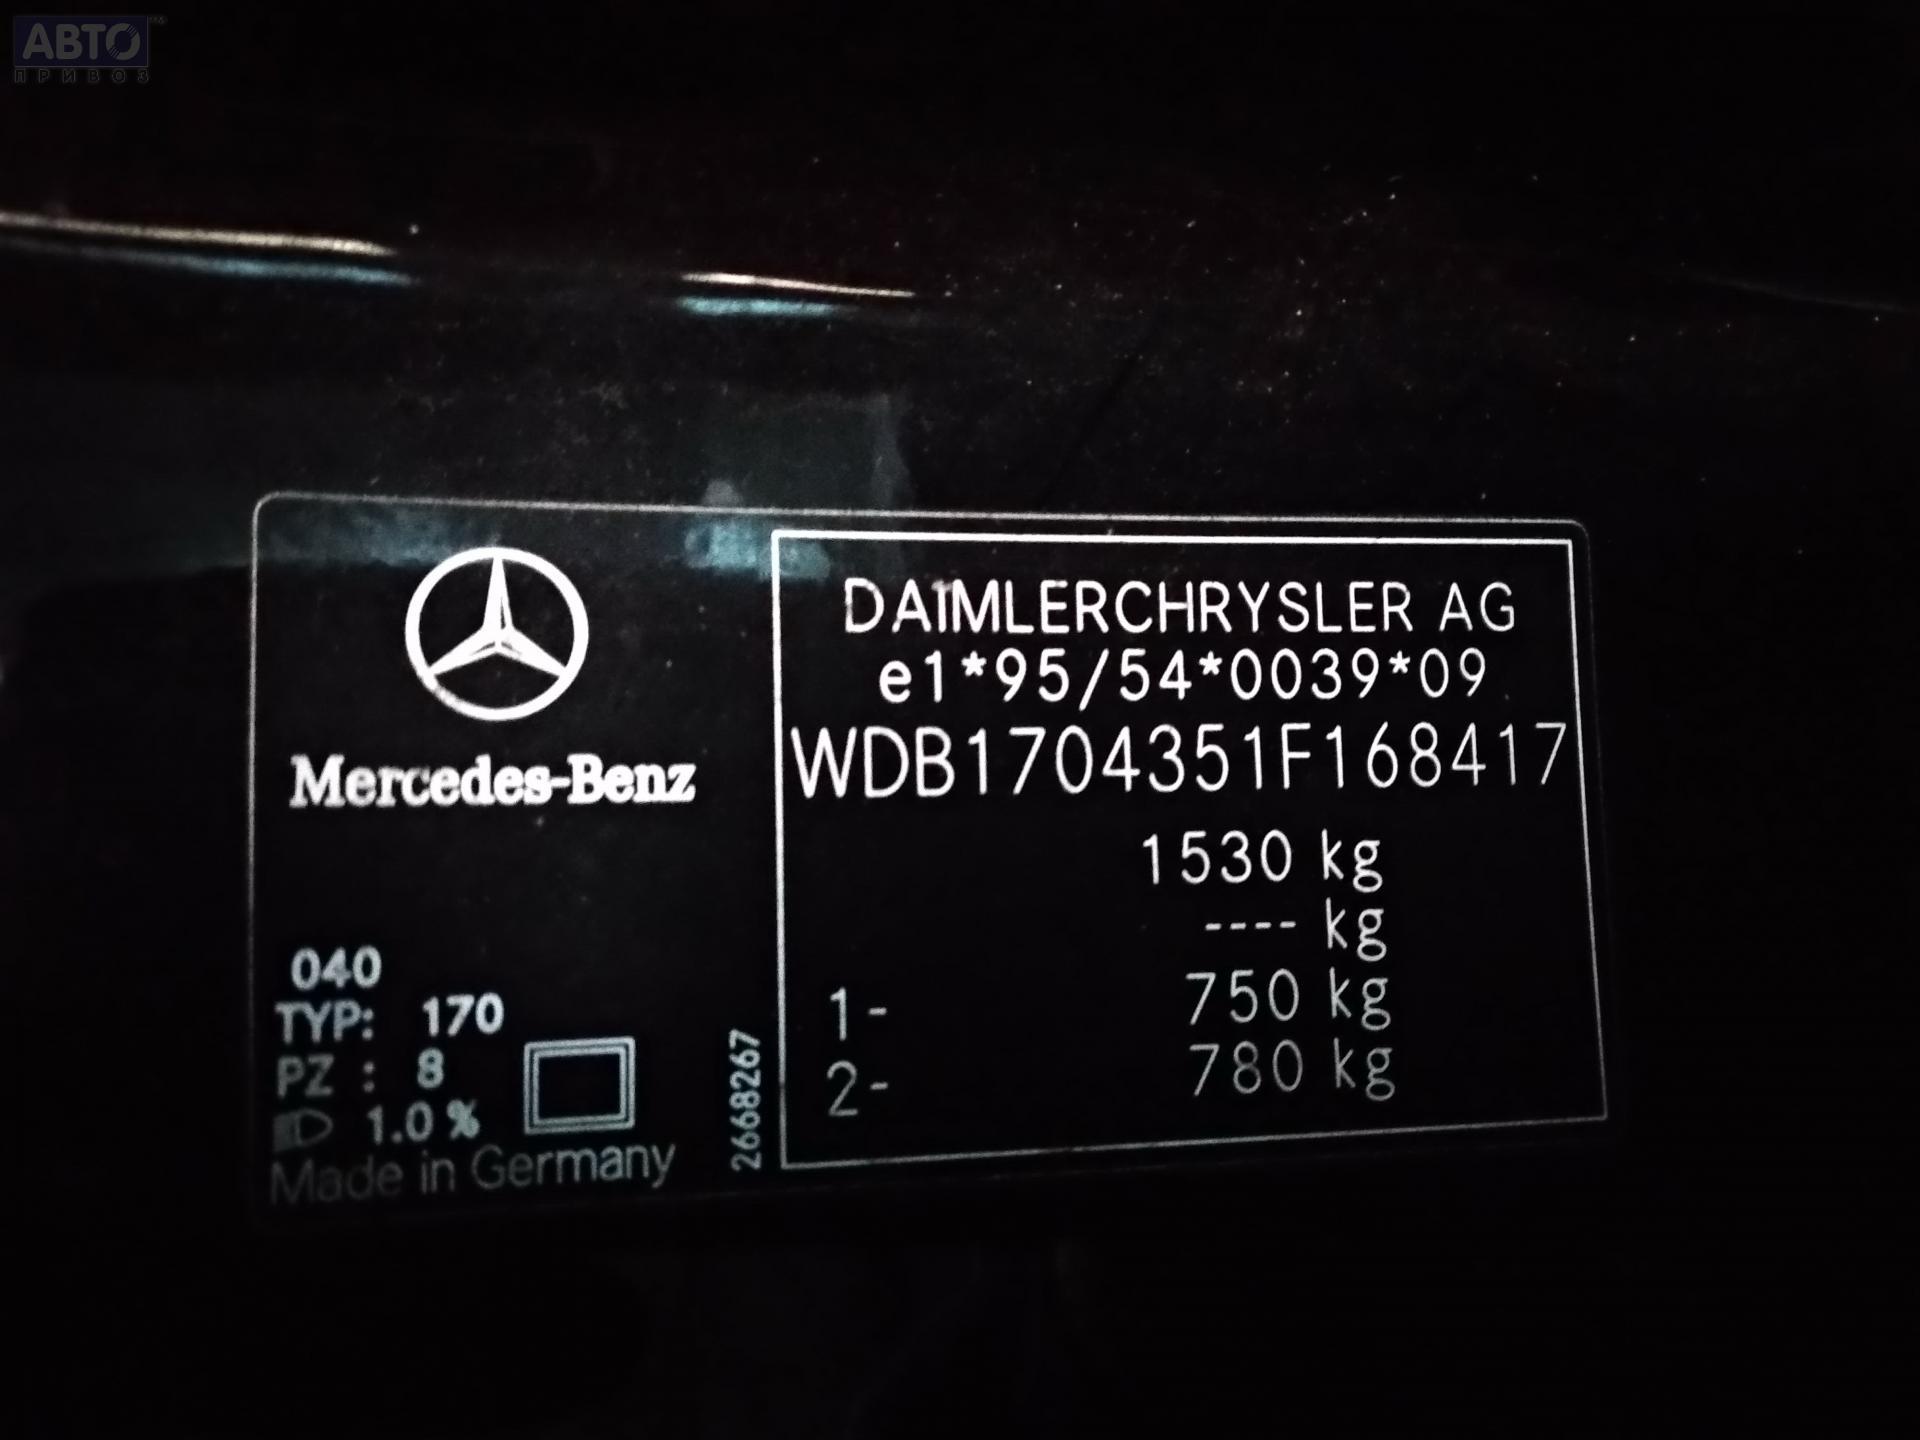 АВТО™
ПРИВОЗ
Mercedes-Benz
040
TYP: 170
PZ : 8
1.0 %
Made in Germany
2668267
DAIMLERCHRYSLER AG
e1*95/54*0039*09
WDB1704351F168417
1530 kg
---- kg
1- 750 kg
2- 780 kg